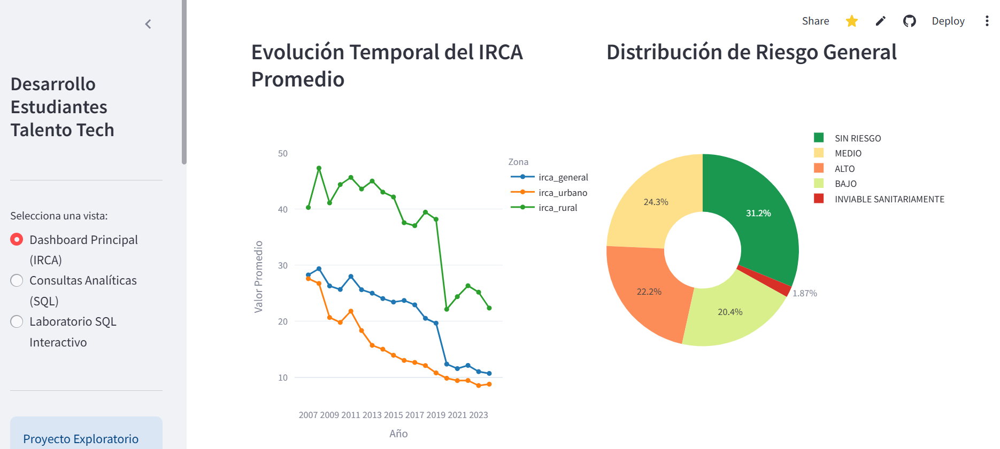 Desarrollo
Estudiantes
Talento Tech
Selecciona una vista:
Dashboard Principal
(IRCA)
Consultas Analíticas
(SQL)
Laboratorio SQL
Interactivo
Proyecto Exploratorio
Share
Deploy
Evolución Temporal del IRCA
Promedio
50
40
30
20
10
Valor Promedio
2007 2009 2011 2013 2015 2017 2019 2021 2023
Año
Zona
irca_general
irca_urbano
irca_rural
Distribución de Riesgo General
SIN RIESGO
MEDIO
ALTO
BAJO
INVIABLE SANITARIAMENTE
24.3%
31.2%
22.2%
20.4%
1.87%